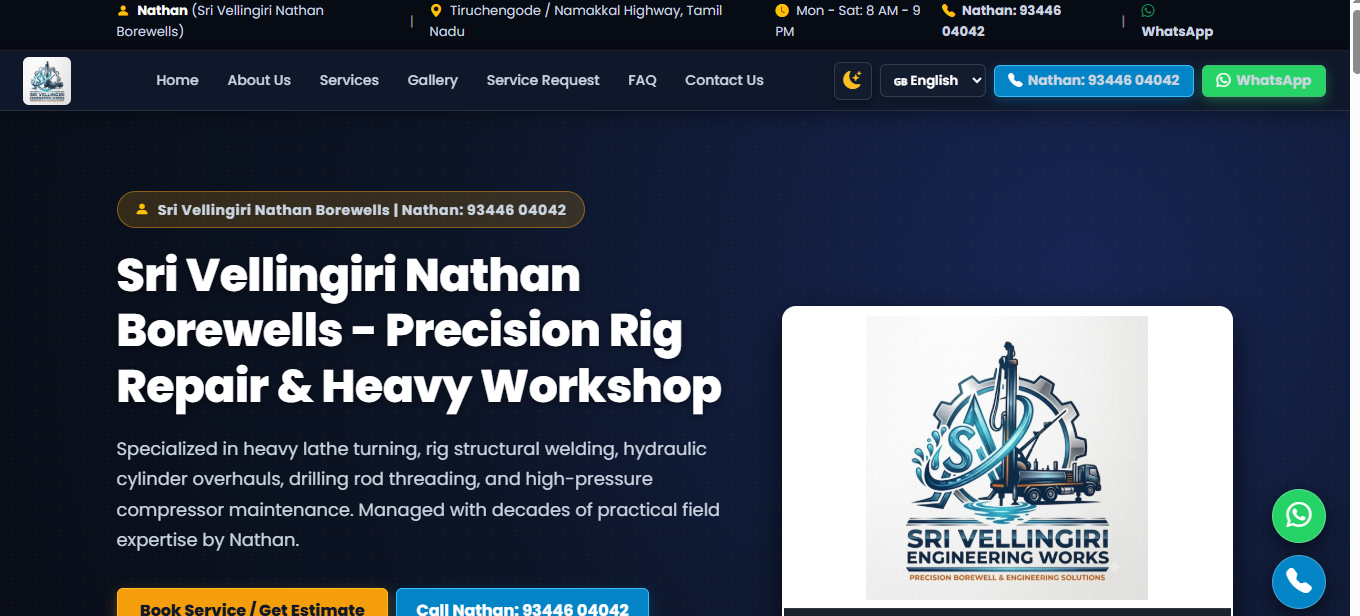 Nathan (Sri Vellingiri Nathan
Borewells)
|
Tiruchengode / Namakkal Highway, Tamil
Nadu
Mon - Sat: 8 AM - 9
PM
Nathan: 93446
04042
|
WhatsApp
Home
About Us
Services
Gallery
Service Request
FAQ
Contact Us
GB English
Nathan: 93446 04042
WhatsApp
Sri Vellingiri Nathan Borewells | Nathan: 93446 04042
Sri Vellingiri Nathan
Borewells - Precision Rig
Repair & Heavy Workshop
Specialized in heavy lathe turning, rig structural welding, hydraulic
cylinder overhauls, drilling rod threading, and high-pressure
compressor maintenance. Managed with decades of practical field
expertise by Nathan.
Book Service / Get Estimate
Call Nathan: 93446 04042
SRI VELLINGIRI
ENGINEERING WORKS
PRECISION BOREWELL & ENGINEERING SOLUTIONS